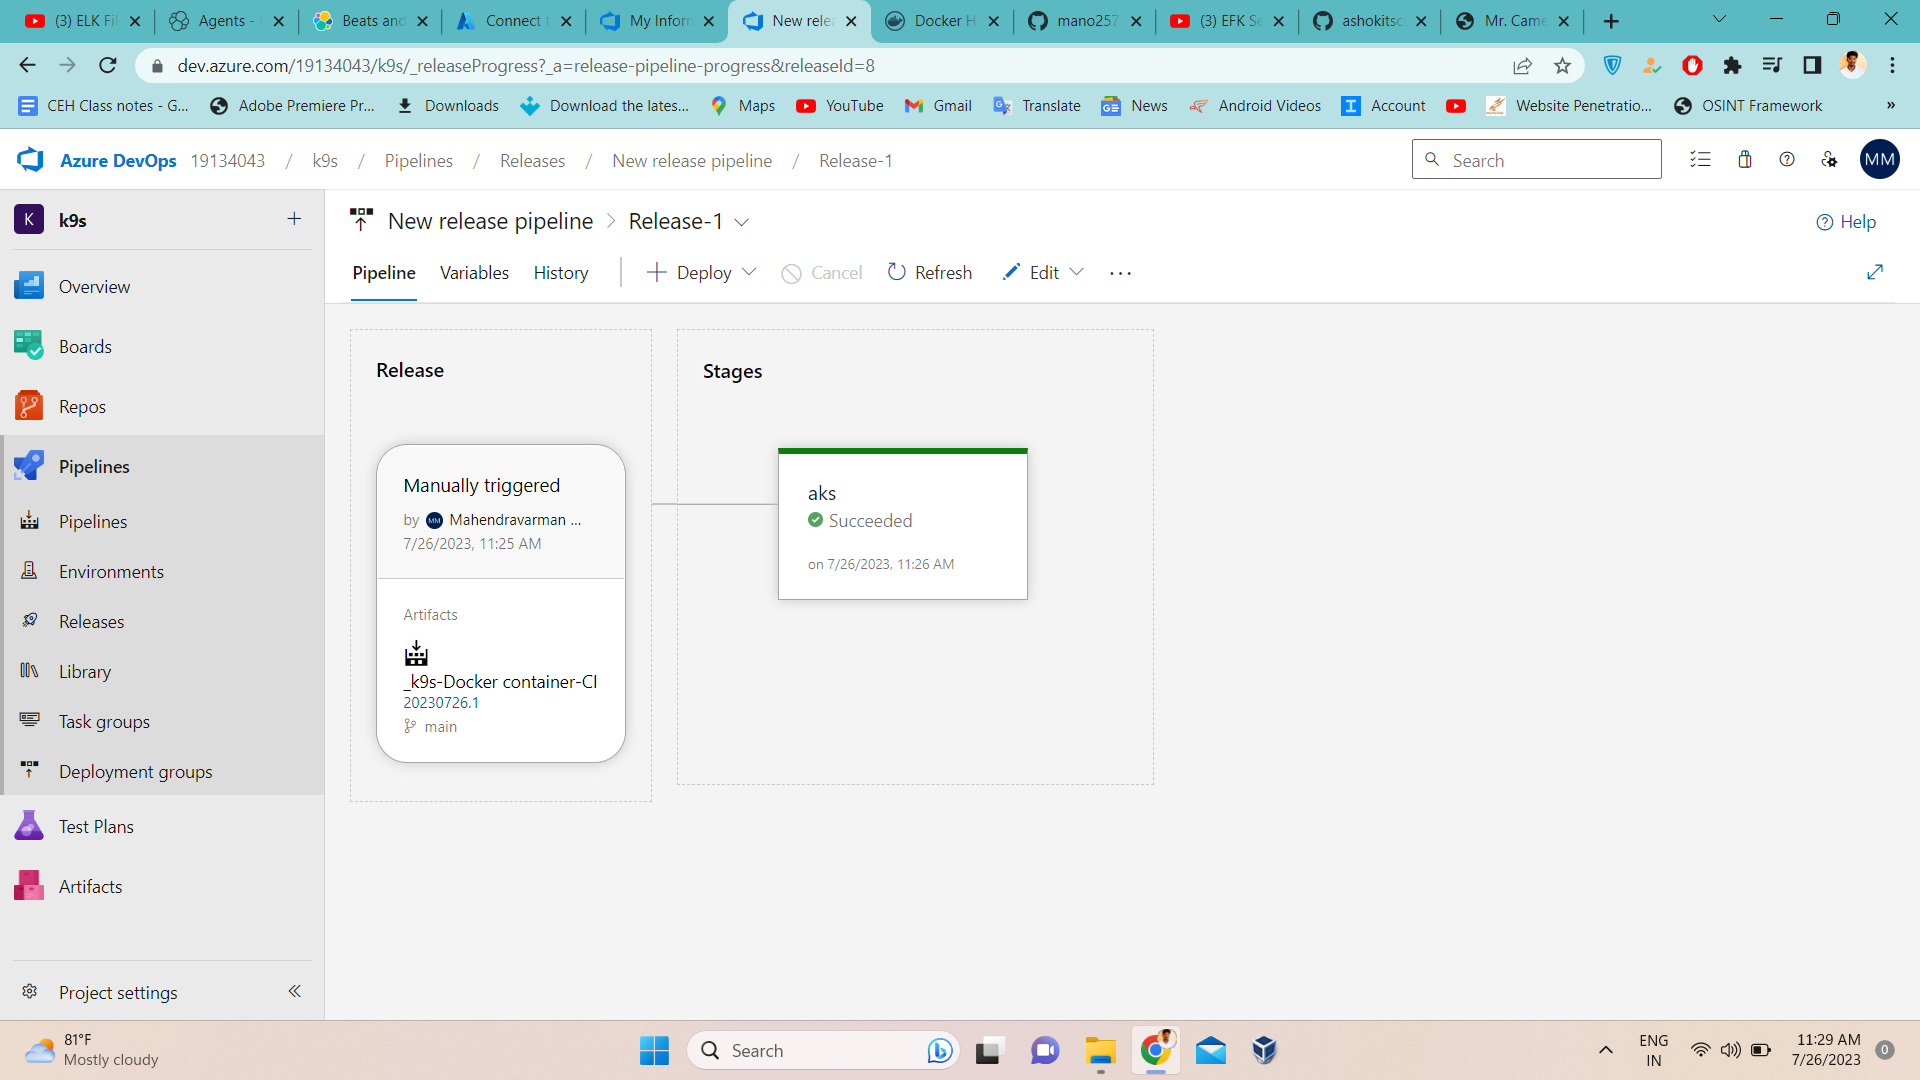 (3) ELK Fil
Agents -
Beats and
Connect t
My Inform
New relea
Docker H
mano257
(3) EFK Se
ashokitsc
Mr. Came
dev.azure.com/19134043/k9s/_releaseProgress?_a=release-pipeline-progress&releaseId=8
CEH Class notes - G...
Adobe Premiere Pr...
Downloads
Download the lates...
Maps
YouTube
Gmail
Translate
News
Android Videos
Account
Website Penetratio...
OSINT Framework
»
Azure DevOps 19134043 / k9s / Pipelines / Releases / New release pipeline / Release-1
Search
MM
K k9s
New release pipeline > Release-1
Help
Pipeline
Variables
History
Deploy
Cancel
Refresh
Edit
...
Overview
Boards
Repos
Pipelines
Pipelines
Environments
Releases
Library
Task groups
Deployment groups
Test Plans
Artifacts
Project settings
Release
Manually triggered
by MM Mahendravarman ...
7/26/2023, 11:25 AM
Artifacts
_k9s-Docker container-CI
20230726.1
main
Stages
aks
Succeeded
on 7/26/2023, 11:26 AM
81°F
Mostly cloudy
Search
ENG
IN
11:29 AM
7/26/2023
0